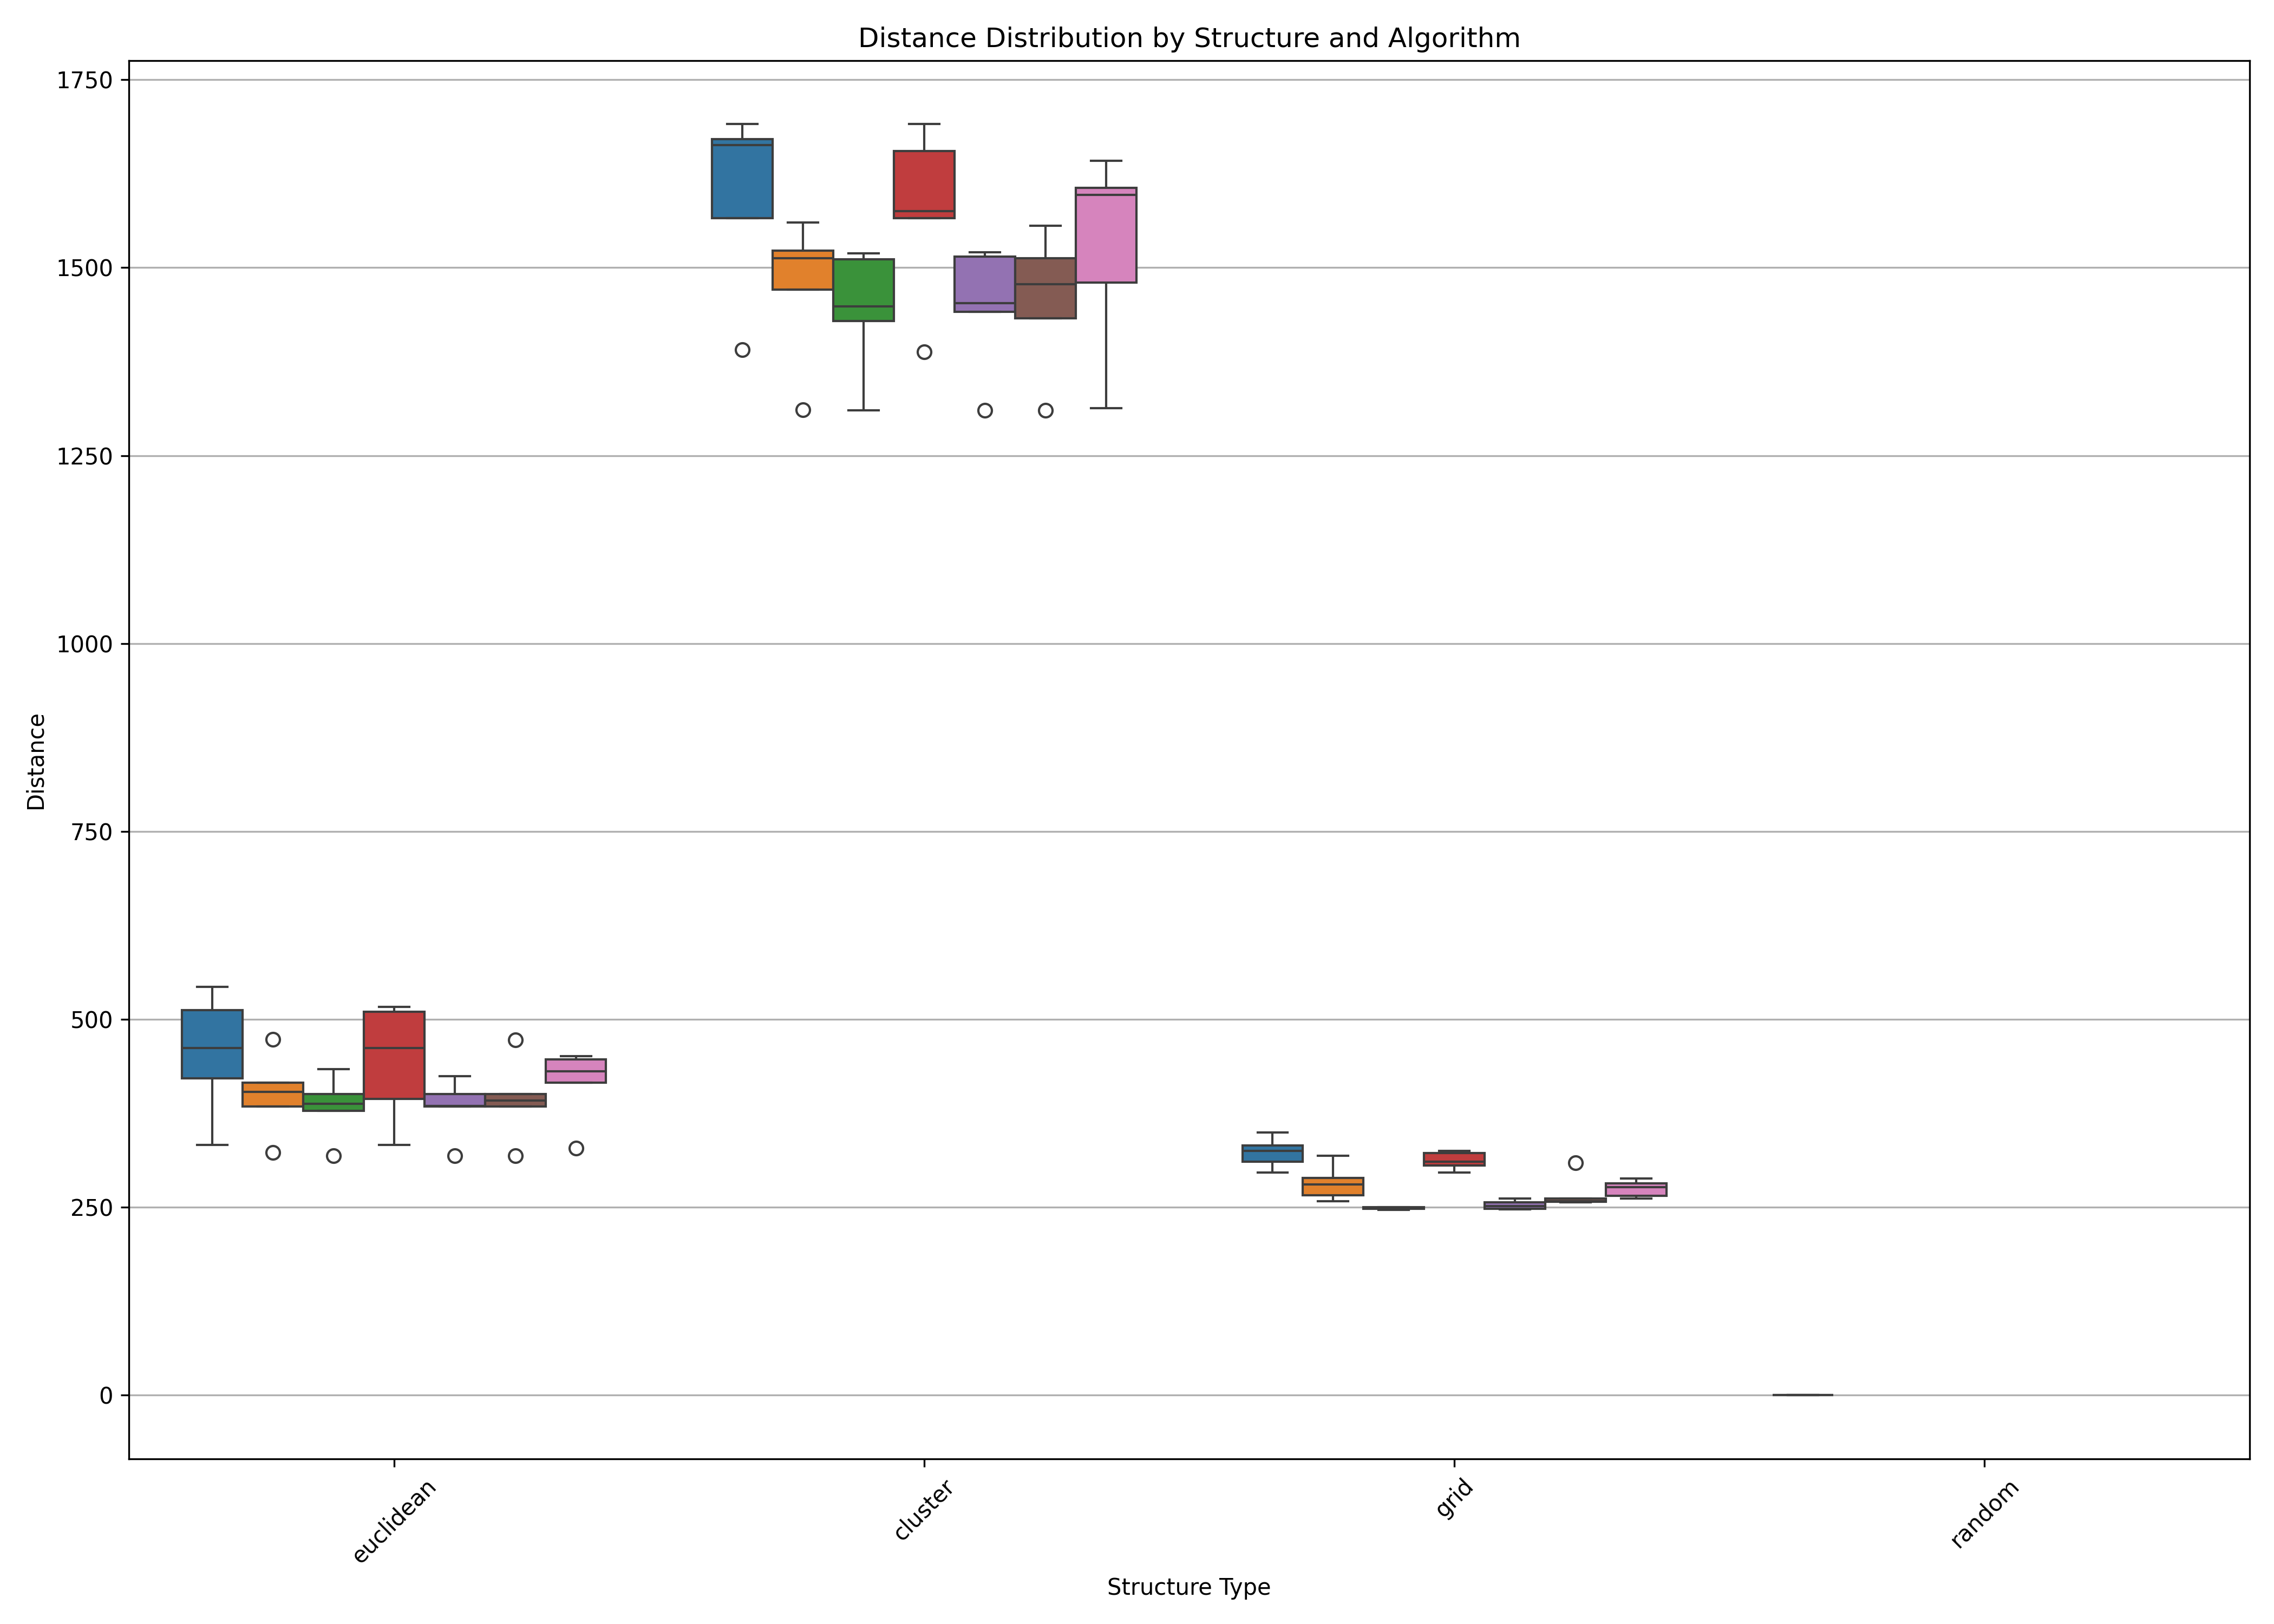 Distance Distribution by Structure and Algorithm
1750
1500
1250
1000
750
500
250
0
Distance
euclidean
cluster
grid
random
Structure Type